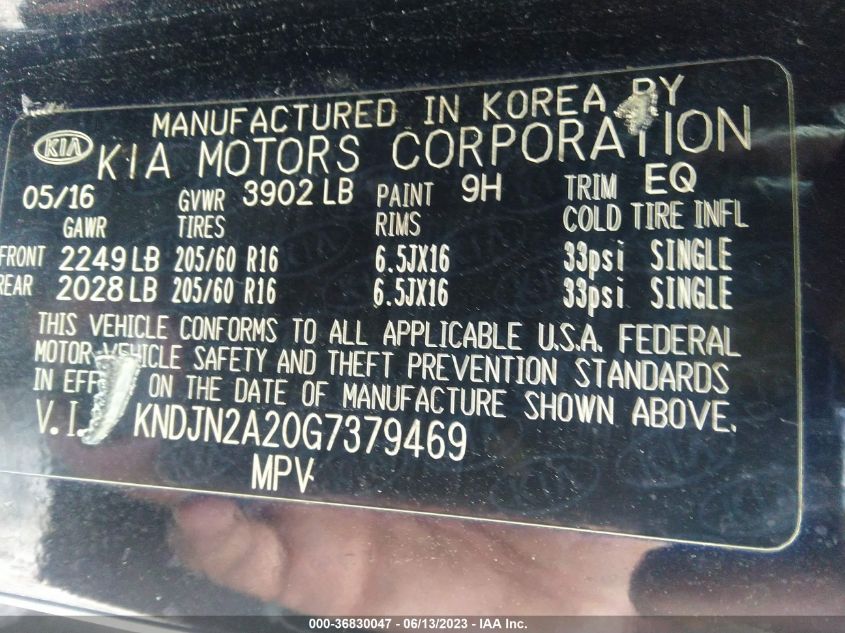 MANUFACTURED IN KOREA BY
KIA KIA MOTORS CORPORATION
05/16 GVWR 3902 LB PAINT 9H TRIM EQ
GAWR TIRES RIMS COLD TIRE INFL
FRONT 2249 LB 205/60 R16 6.5JX16 33psi SINGLE
REAR 2028 LB 205/60 R16 6.5JX16 33psi SINGLE
THIS VEHICLE CONFORMS TO ALL APPLICABLE U.S.A. FEDERAL
MOTOR VEHICLE SAFETY AND THEFT PREVENTION STANDARDS
IN EFF ON THE DATE OF MANUFACTURE SHOWN ABOVE.
V.I. KNDJN2A20G7379469
MPV
000-36830047 - 06/13/2023 - IAA Inc.